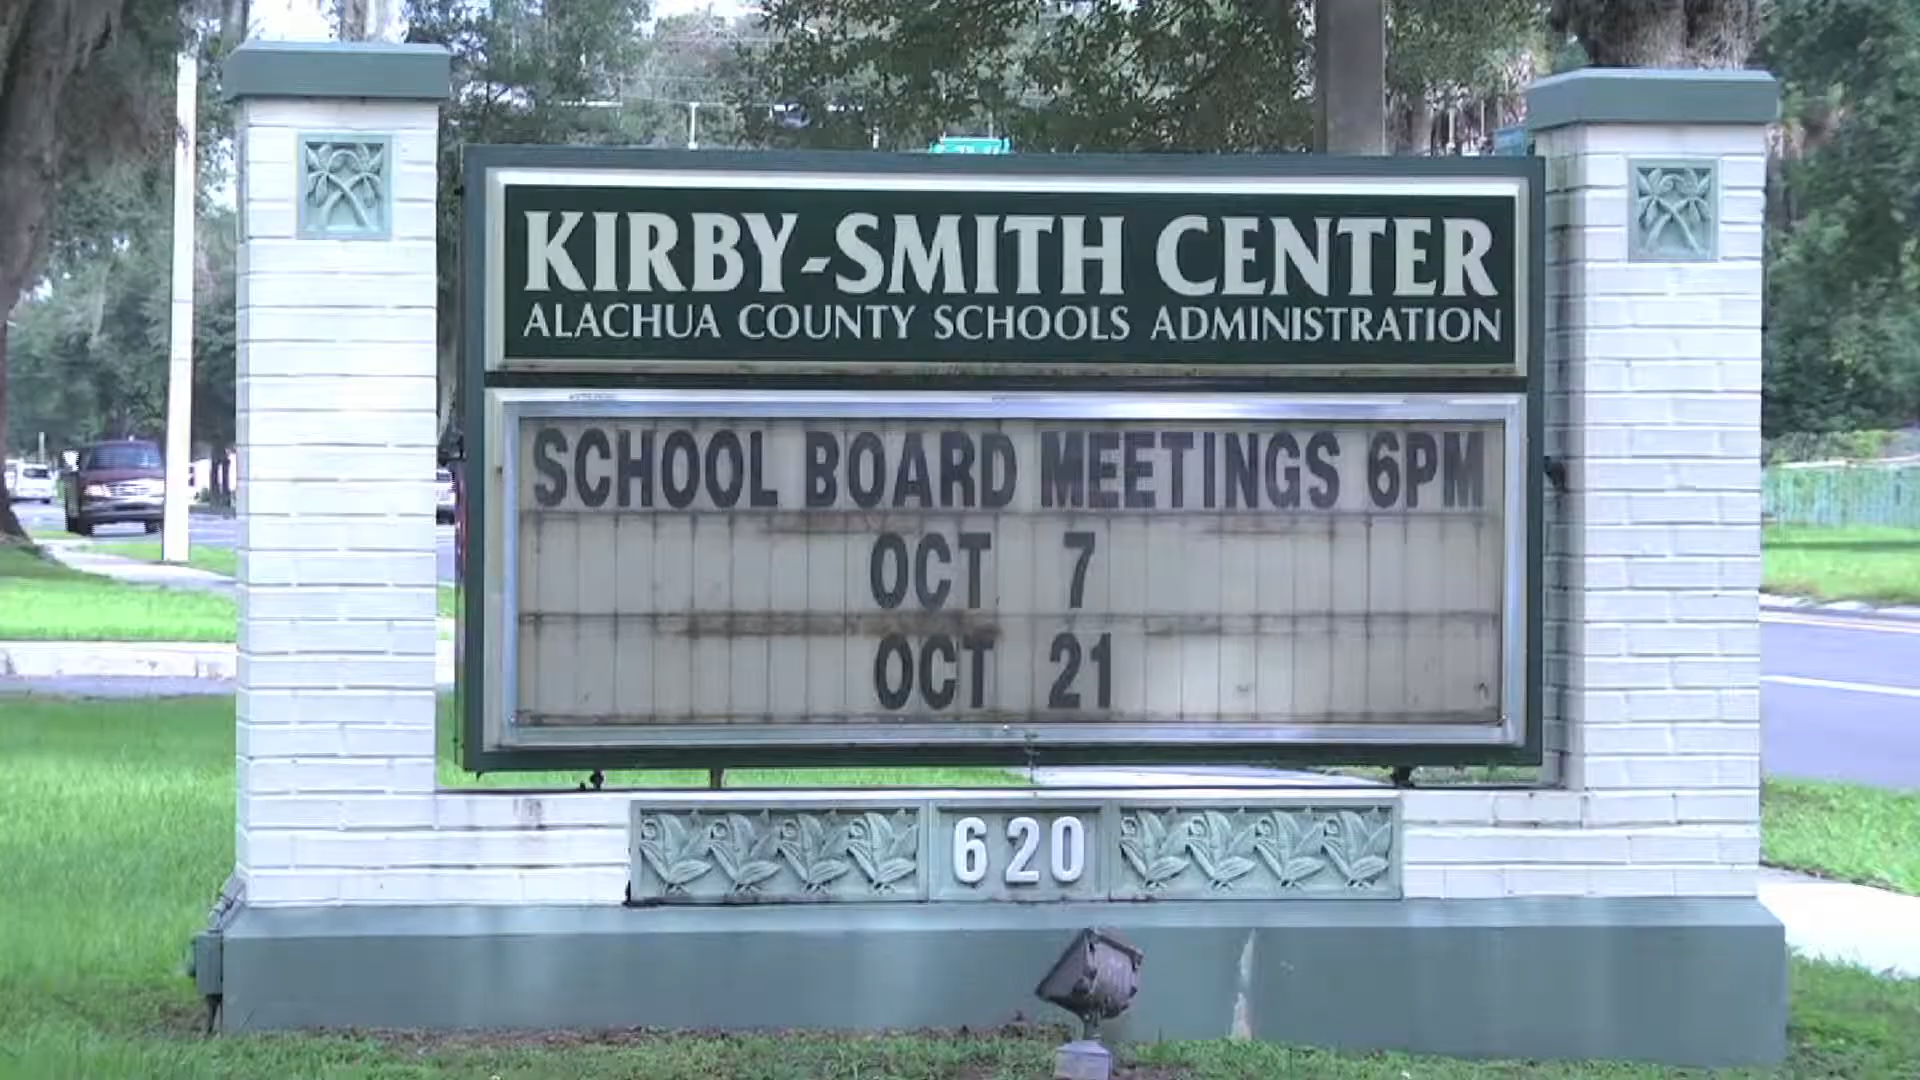 KIRBY-SMITH CENTER
ALACHUA COUNTY SCHOOLS ADMINISTRATION
SCHOOL BOARD MEETINGS 6PM
OCT 7
OCT 21
620